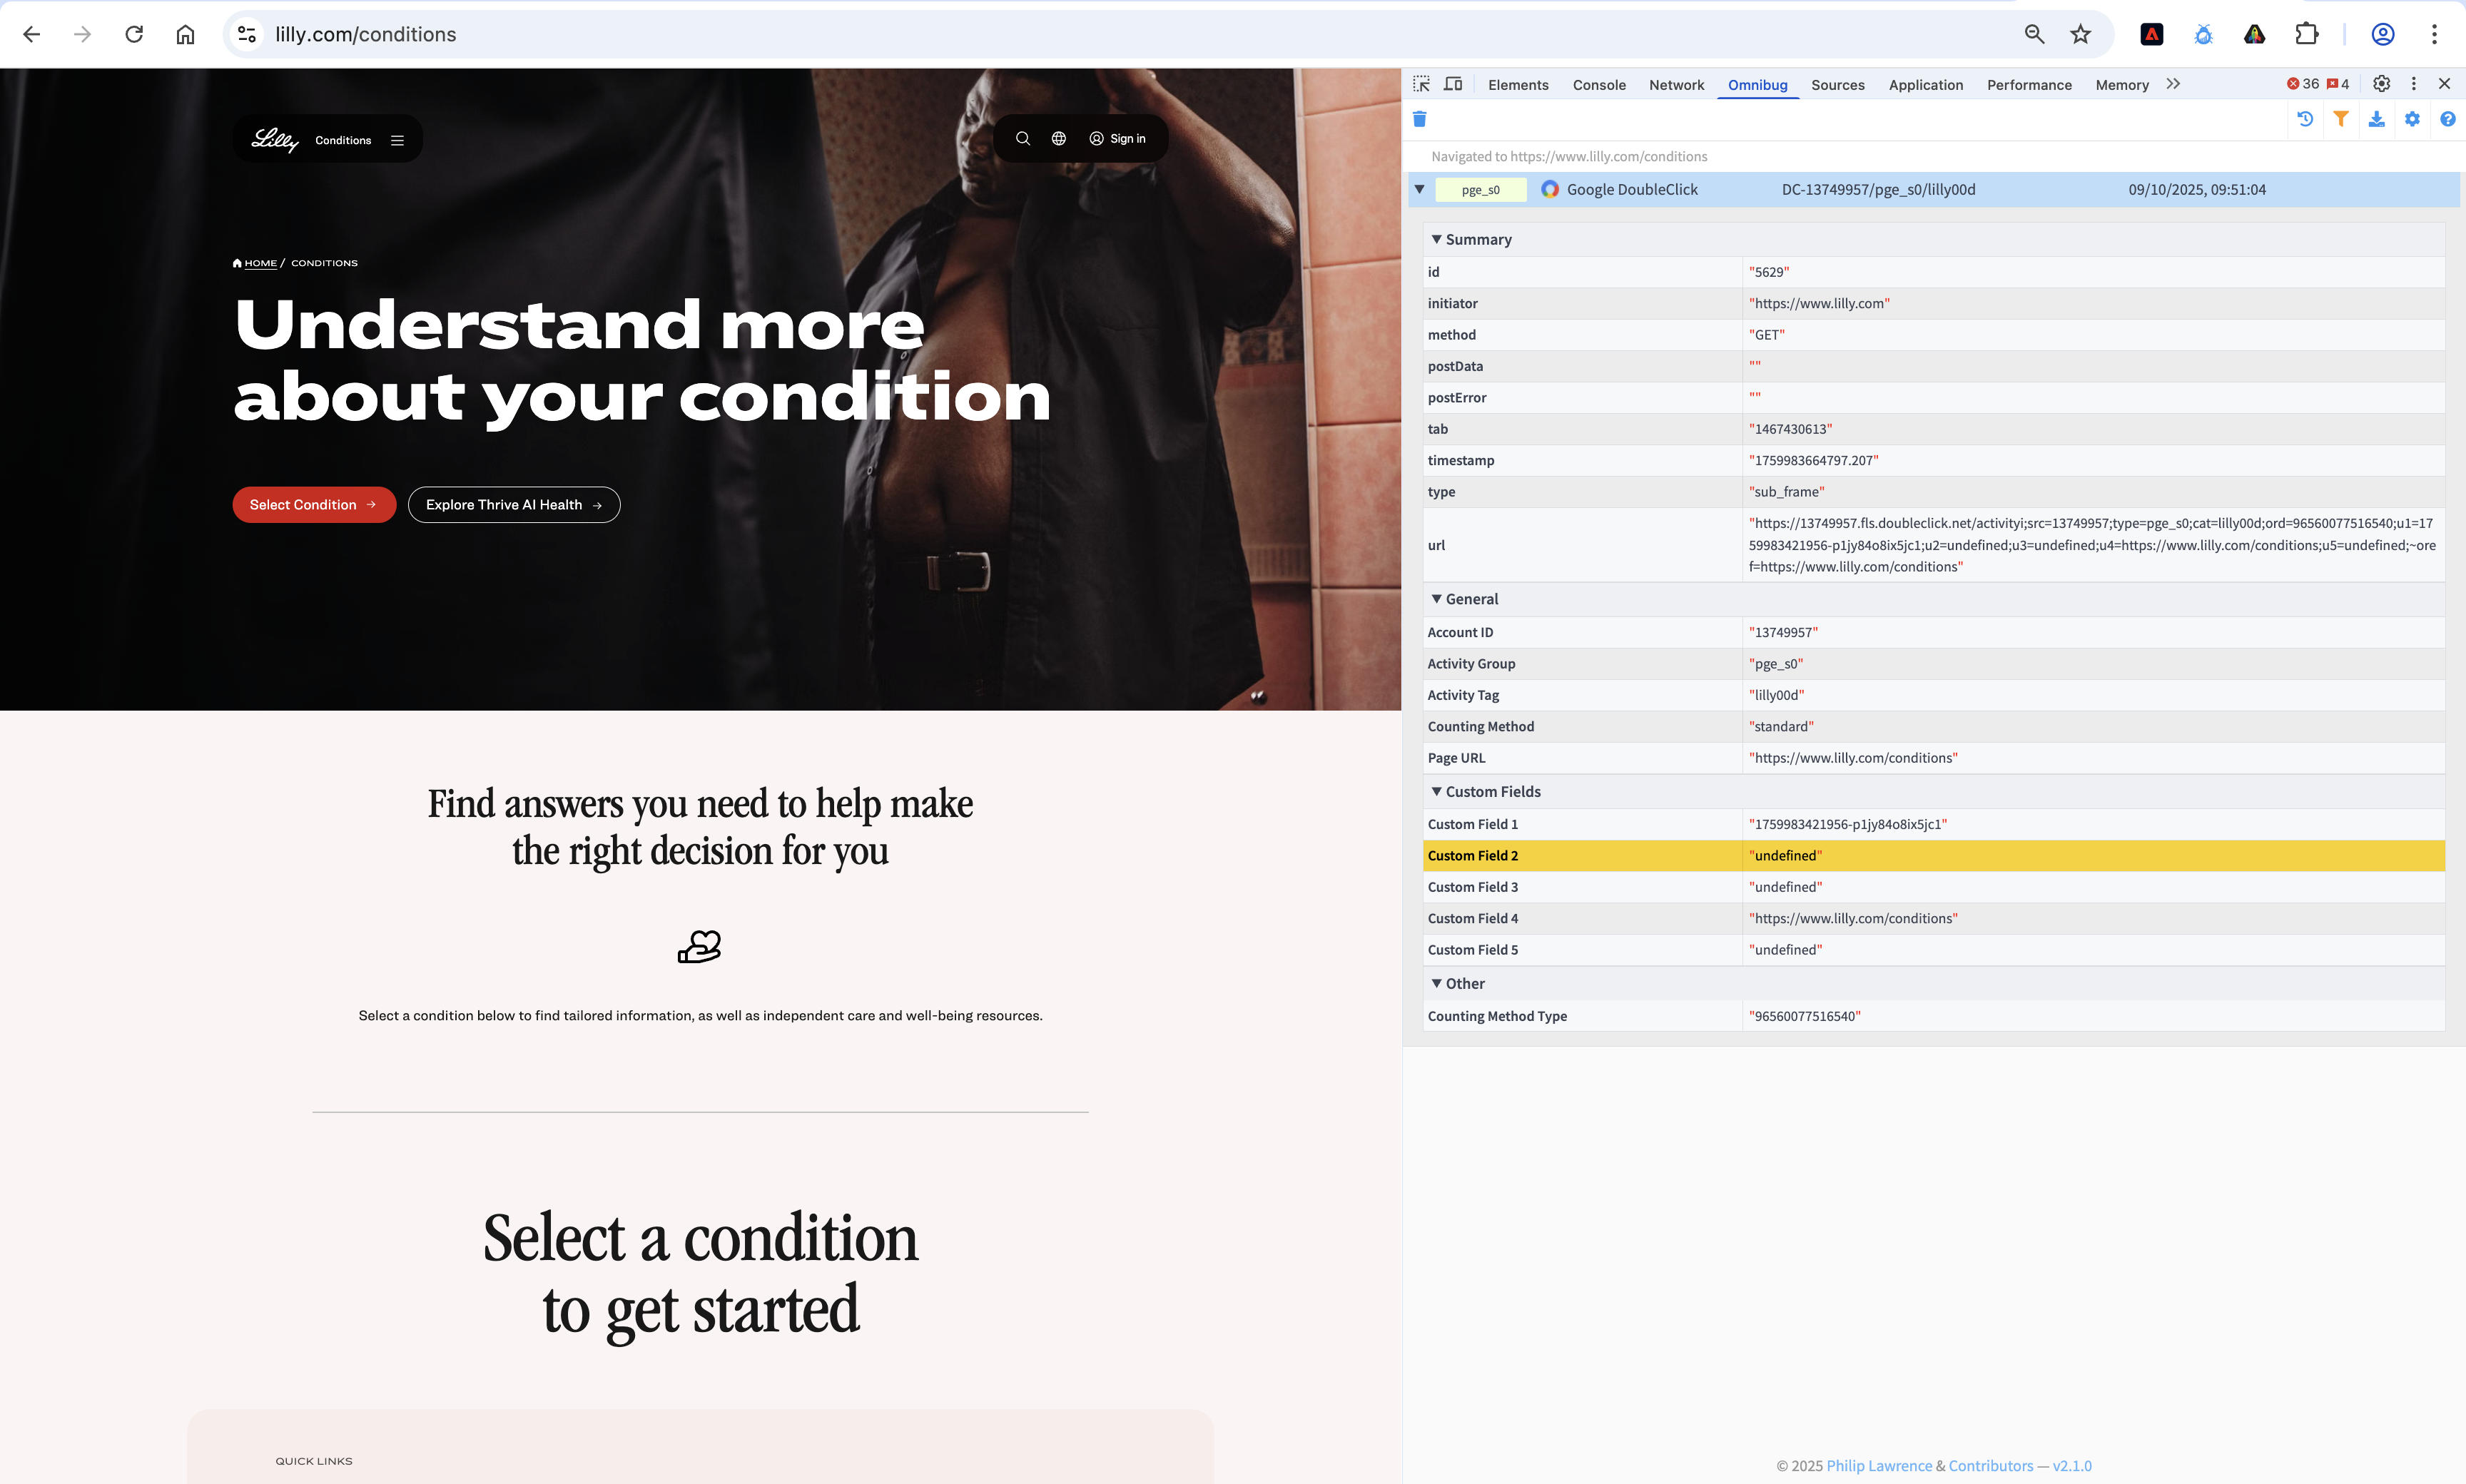 lilly.com/conditions
Lilly Conditions
Sign in
HOME / CONDITIONS
Understand more
about your condition
Select Condition →
Explore Thrive AI Health →
Find answers you need to help make
the right decision for you
Select a condition below to find tailored information, as well as independent care and well-being resources.
Select a condition
to get started
QUICK LINKS
Elements Console Network Omnibug Sources Application Performance Memory 36 4
Navigated to https://www.lilly.com/conditions
pge_s0 Google DoubleClick DC-13749957/pge_s0/lilly00d 09/10/2025, 09:51:04
Summary
id "5629"
initiator "https://www.lilly.com"
method "GET"
postData ""
postError ""
tab "1467430613"
timestamp "1759983664797.207"
type "sub_frame"
url "https://13749957.fls.doubleclick.net/activityi;src=13749957;type=pge_s0;cat=lilly00d;ord=96560077516540;u1=17
59983421956-p1jy84o8ix5jc1;u2=undefined;u3=undefined;u4=https://www.lilly.com/conditions;u5=undefined;~ore
f=https://www.lilly.com/conditions"
General
Account ID "13749957"
Activity Group "pge_s0"
Activity Tag "lilly00d"
Counting Method "standard"
Page URL "https://www.lilly.com/conditions"
Custom Fields
Custom Field 1 "1759983421956-p1jy84o8ix5jc1"
Custom Field 2 "undefined"
Custom Field 3 "undefined"
Custom Field 4 "https://www.lilly.com/conditions"
Custom Field 5 "undefined"
Other
Counting Method Type "96560077516540"
© 2025 Philip Lawrence & Contributors — v2.1.0